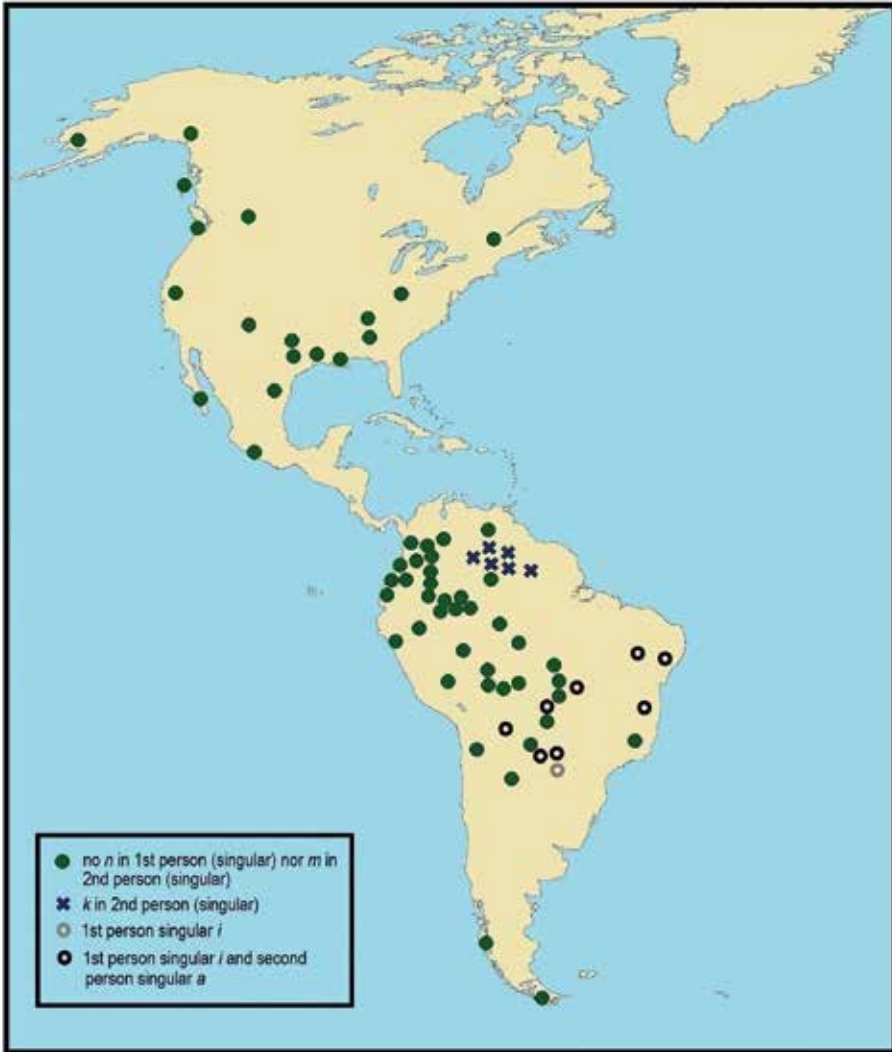 no n in 1st person (singular) nor m in
2nd person (singular)
k in 2nd person (singular)
1st person singular i
1st person singular i and second
person singular a